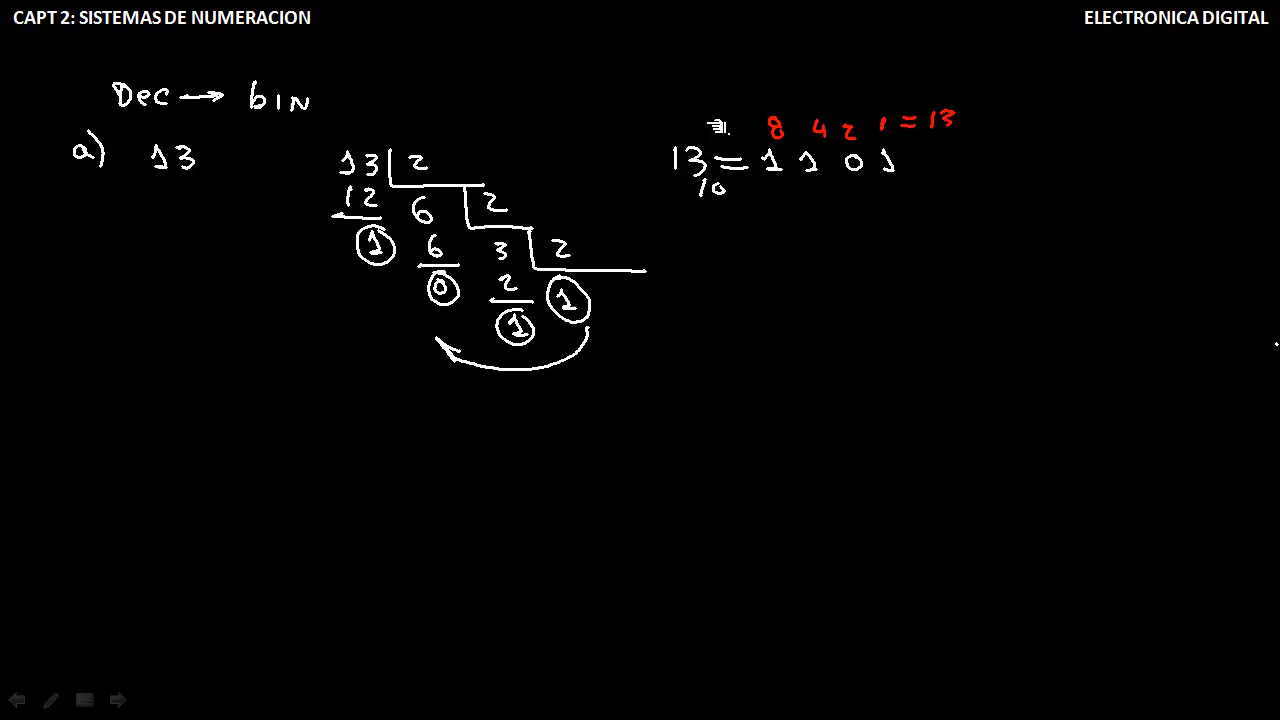 CAPT 2: SISTEMAS DE NUMERACION
ELECTRONICA DIGITAL
Dec → bIN
a) 13
13 2
12 6 2
1 6 3 2
0 2 1
1
8 4 2 1 = 13
13 = 1 1 0 1
10